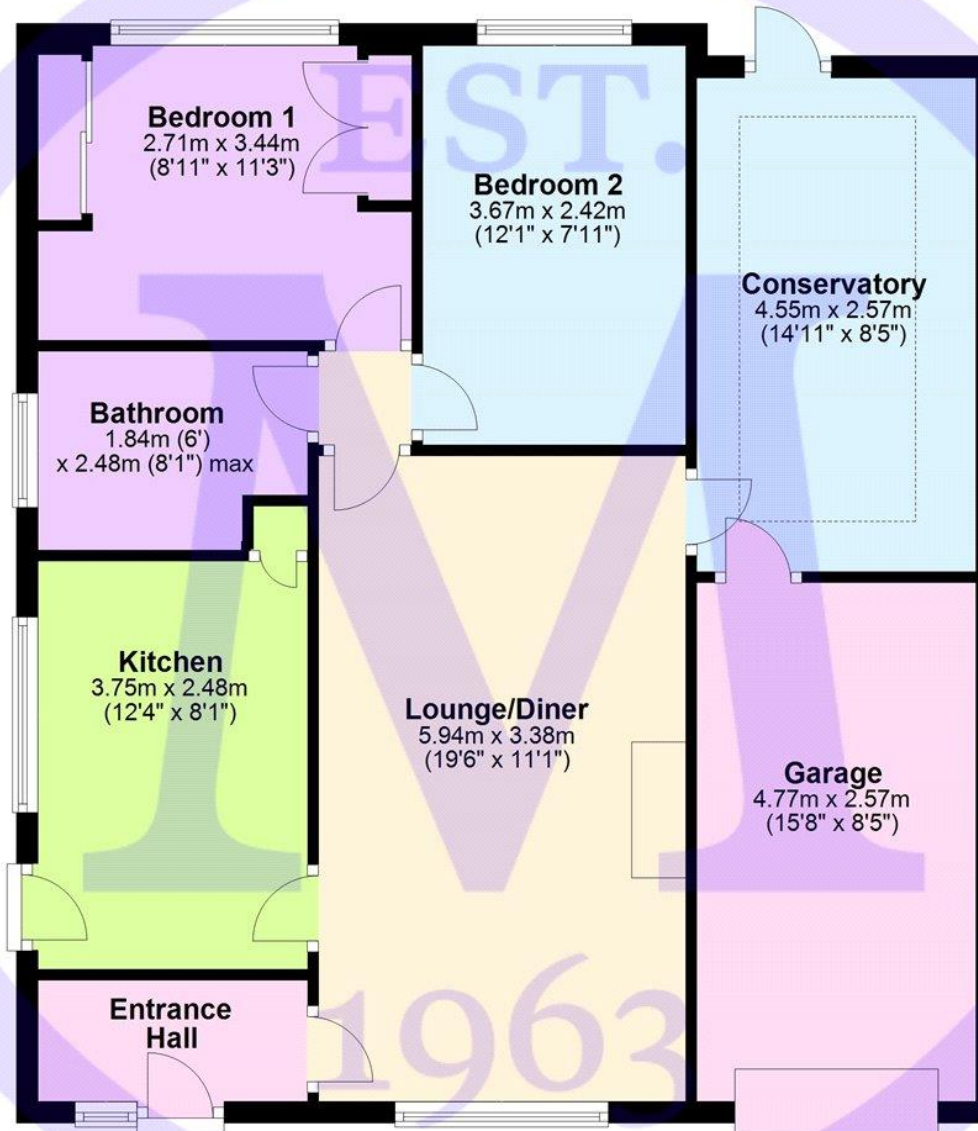 EST.
Bedroom 1
2.71m x 3.44m
(8'11" x 11'3")
Bedroom 2
3.67m x 2.42m
(12'1" x 7'11")
Conservatory
4.55m x 2.57m
(14'11" x 8'5")
Bathroom
1.84m (6')
x 2.48m (8'1") max
M
Kitchen
3.75m x 2.48m
(12'4" x 8'1")
Lounge/Diner
5.94m x 3.38m
(19'6" x 11'1")
Garage
4.77m x 2.57m
(15'8" x 8'5")
Entrance
Hall
1963